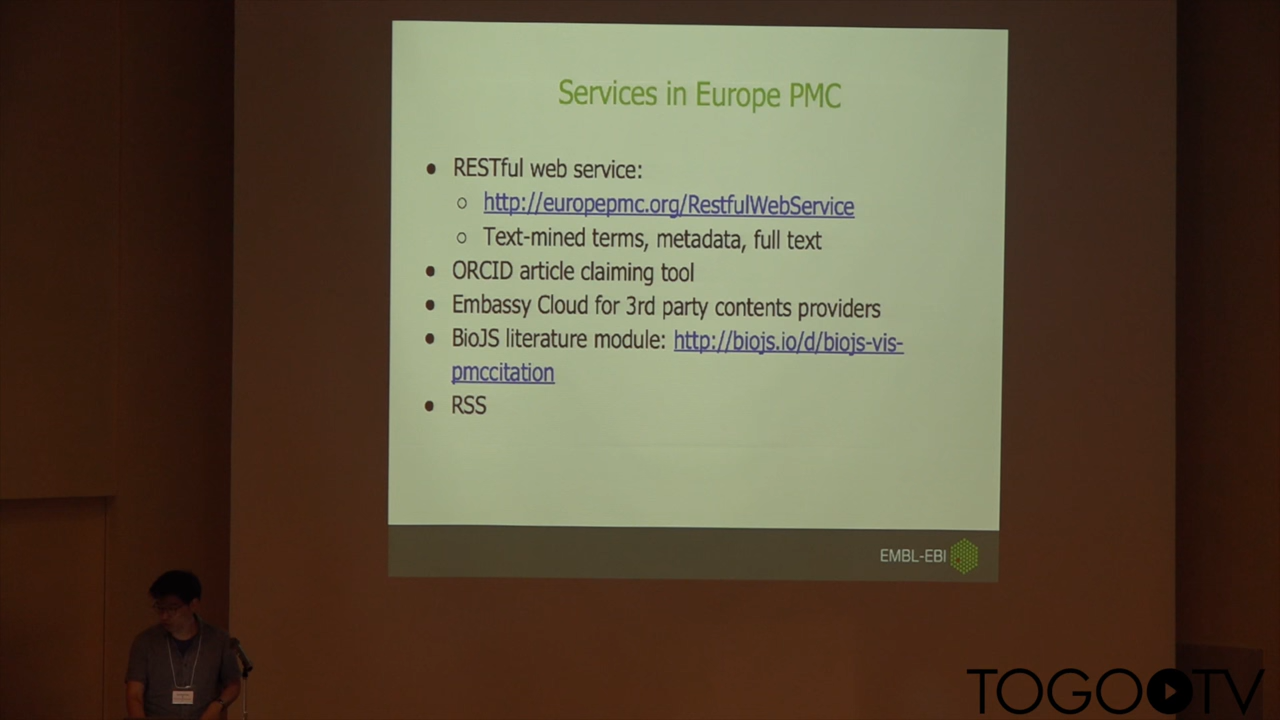 Services in Europe PMC
● RESTful web service:
○ http://europepmc.org/RestfulWebService
○ Text-mined terms, metadata, full text
● ORCID article claiming tool
● Embassy Cloud for 3rd party contents providers
● BioJS literature module: http://biojs.io/d/biojs-vis-
pmccitation
● RSS
EMBL-EBI
TOGOTV